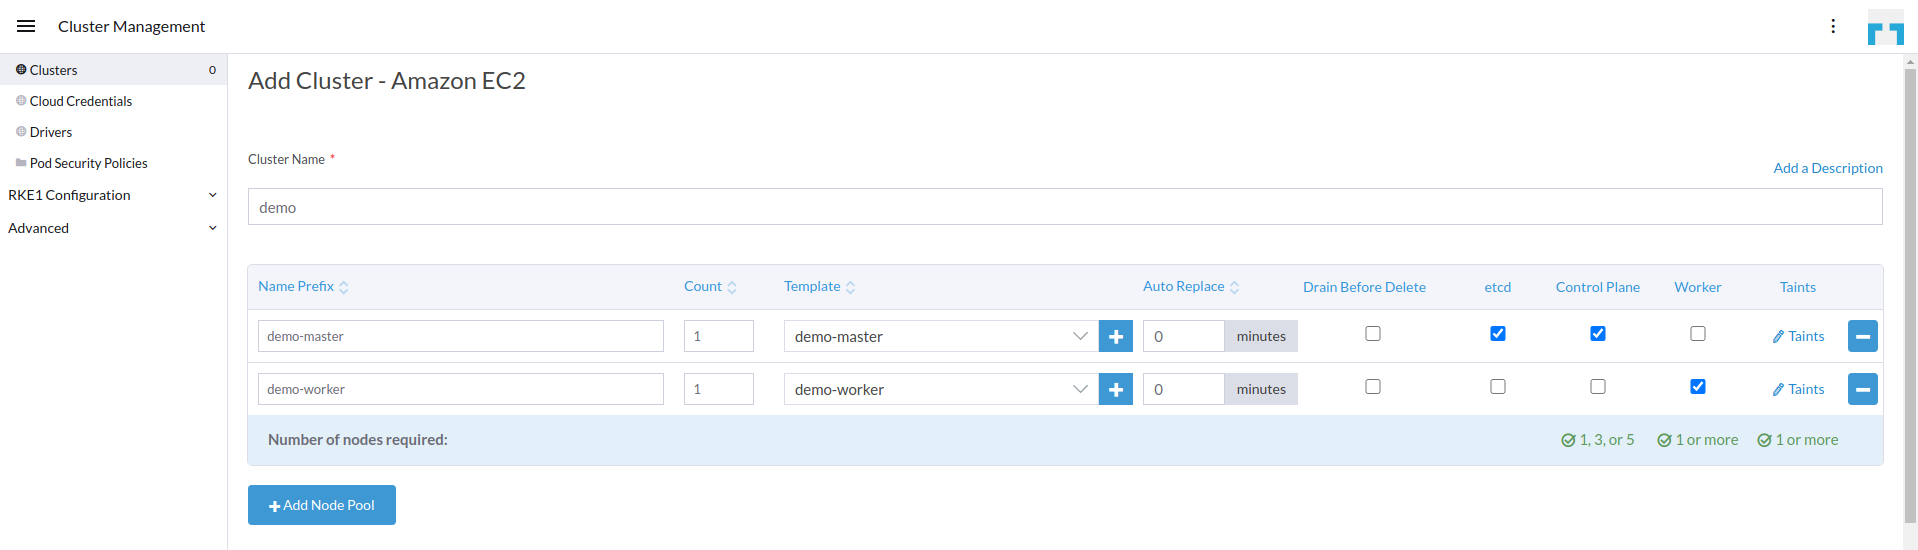 Cluster Management
Clusters 0
Cloud Credentials
Drivers
Pod Security Policies
RKE1 Configuration
Advanced
Add Cluster - Amazon EC2
Cluster Name *
Add a Description
demo
Name Prefix Count Template Auto Replace Drain Before Delete etcd Control Plane Worker Taints
demo-master 1 demo-master 0 minutes Taints
demo-worker 1 demo-worker 0 minutes Taints
Number of nodes required: 1, 3, or 5 1 or more 1 or more
Add Node Pool